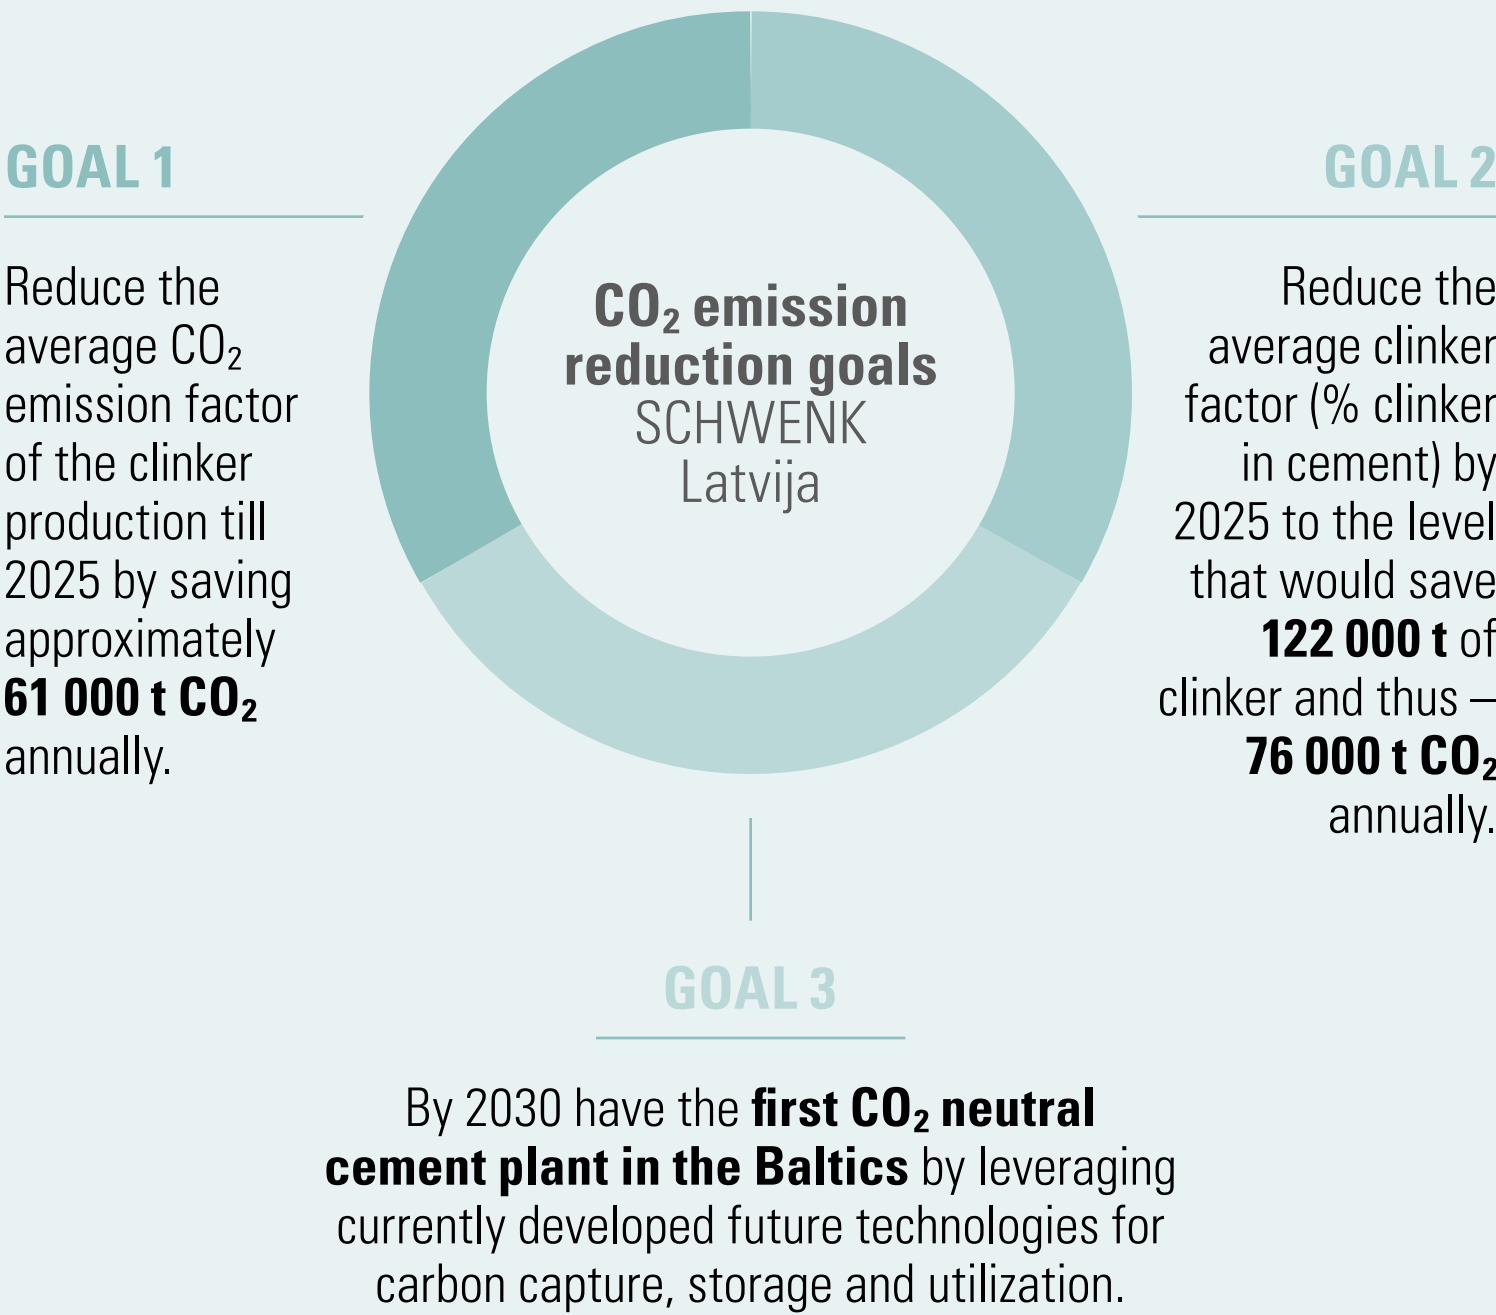 CO₂ emission
reduction goals
SCHWENK
Latvija
GOAL 1
Reduce the
average CO₂
emission factor
of the clinker
production till
2025 by saving
approximately
61 000 t CO₂
annually.
GOAL 2
Reduce the
average clinker
factor (% clinker
in cement) by
2025 to the level
that would save
122 000 t of
clinker and thus –
76 000 t CO₂
annually.
GOAL 3
By 2030 have the first CO₂ neutral
cement plant in the Baltics by leveraging
currently developed future technologies for
carbon capture, storage and utilization.